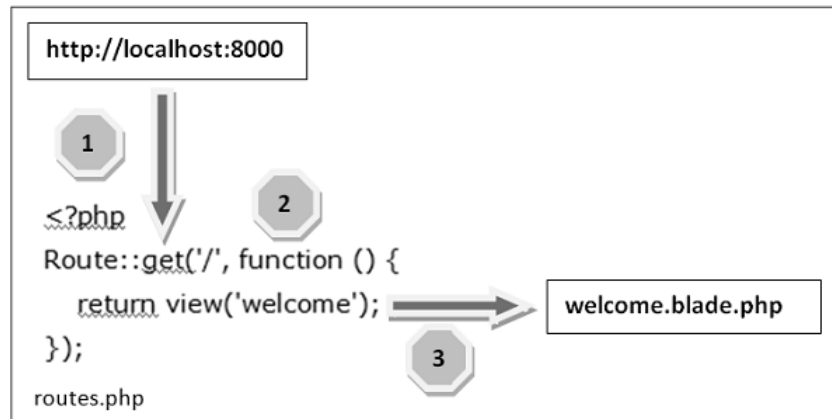 http://localhost:8000
1
2
<?php
Route::get('/', function () {
return view('welcome');
welcome.blade.php
});
3
routes.php